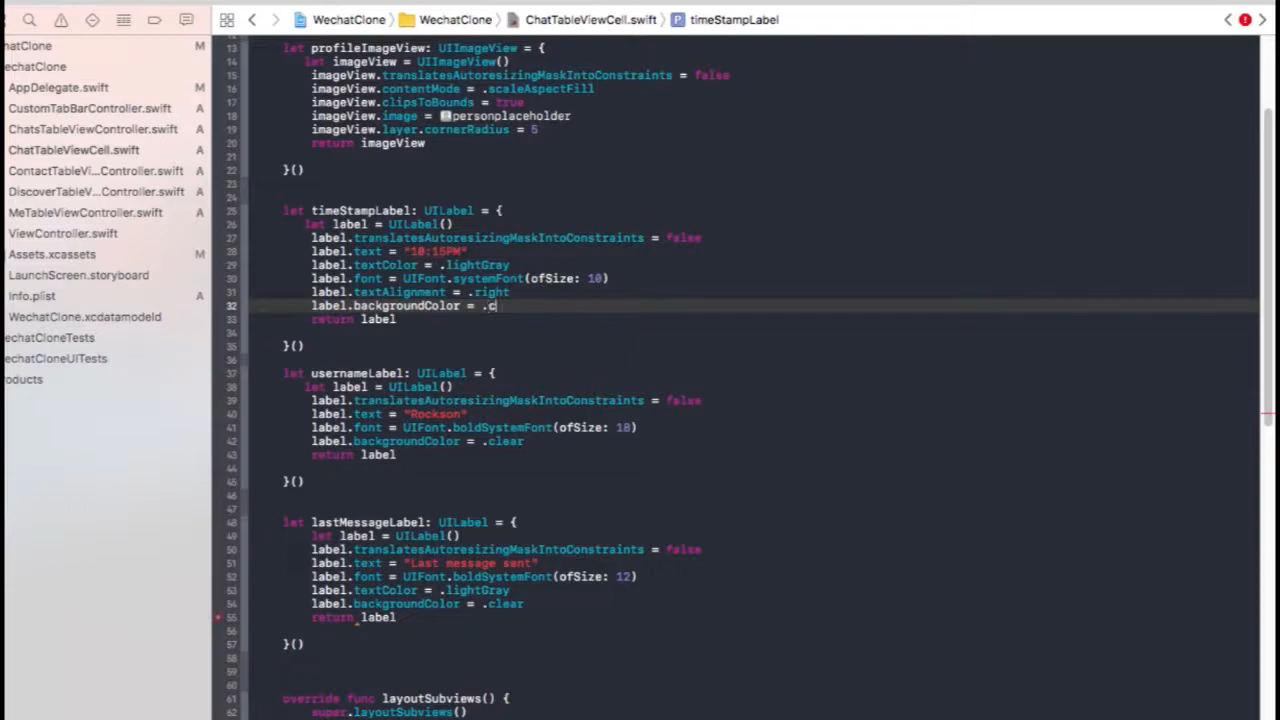 WechatClone WechatClone ChatTableViewCell.swift P timeStampLabel
hatClone M
echatClone
AppDelegate.swift M
CustomTabBarController.swift A
ChatsTableViewController.swift A
ChatTableViewCell.swift A
ContactTableVi...Controller.swift A
DiscoverTableV...Controller.swift A
MeTableViewController.swift A
ViewController.swift
Assets.xcassets M
LaunchScreen.storyboard
Info.plist A
WechatClone.xcdatamodeld
echatCloneTests
echatCloneUITests
roducts
13 let profileImageView: UIImageView = {
14 let imageView = UIImageView()
15 imageView.translatesAutoresizingMaskIntoConstraints = false
16 imageView.contentMode = .scaleAspectFill
17 imageView.clipsToBounds = true
18 imageView.image = personplaceholder
19 imageView.layer.cornerRadius = 5
20 return imageView
21
22 }()
23
24
25 let timeStampLabel: UILabel = {
26 let label = UILabel()
27 label.translatesAutoresizingMaskIntoConstraints = false
28 label.text = "10:15PM"
29 label.textColor = .lightGray
30 label.font = UIFont.systemFont(ofSize: 10)
31 label.textAlignment = .right
32 label.backgroundColor = .c
33 return label
34
35 }()
36
37 let usernameLabel: UILabel = {
38 let label = UILabel()
39 label.translatesAutoresizingMaskIntoConstraints = false
40 label.text = "Rockson"
41 label.font = UIFont.boldSystemFont(ofSize: 18)
42 label.backgroundColor = .clear
43 return label
44
45 }()
46
47
48 let lastMessageLabel: UILabel = {
49 let label = UILabel()
50 label.translatesAutoresizingMaskIntoConstraints = false
51 label.text = "Last message sent"
52 label.font = UIFont.boldSystemFont(ofSize: 12)
53 label.textColor = .lightGray
54 label.backgroundColor = .clear
55 return label
56
57 }()
58
59
60
61 override func layoutSubviews() {
62 super.layoutSubviews()